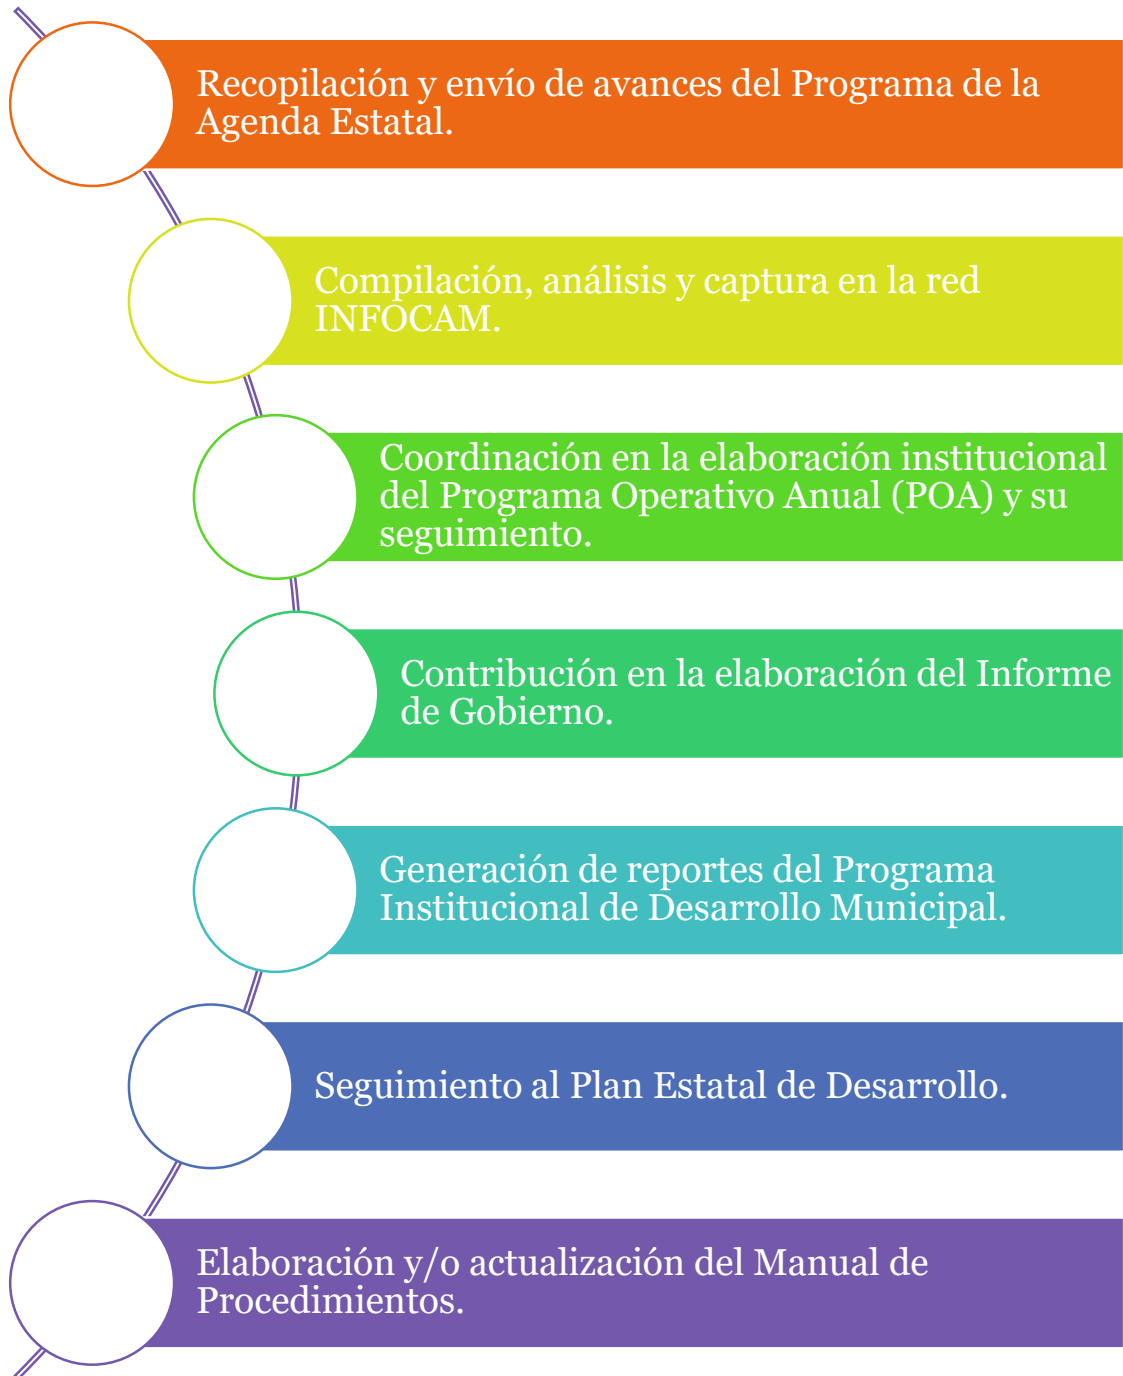 Recopilación y envío de avances del Programa de la
Agenda Estatal.
Compilación, análisis y captura en la red
INFOCAM.
Coordinación en la elaboración institucional
del Programa Operativo Anual (POA) y su
seguimiento.
Contribución en la elaboración del Informe
de Gobierno.
Generación de reportes del Programa
Institucional de Desarrollo Municipal.
Seguimiento al Plan Estatal de Desarrollo.
Elaboración y/o actualización del Manual de
Procedimientos.